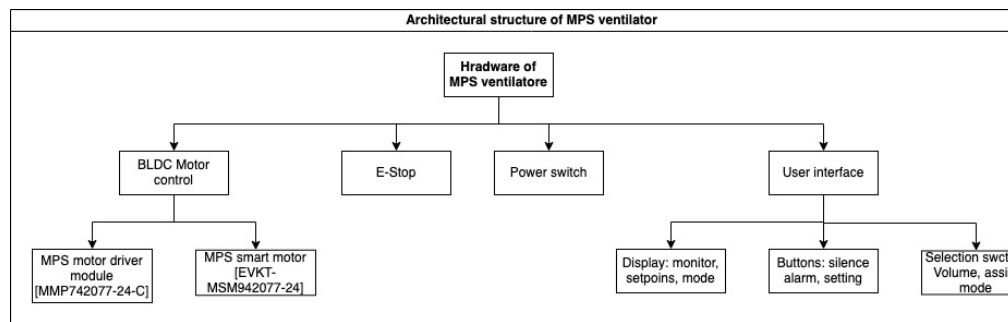 Architectural structure of MPS ventilator
Hradware of
MPS ventilatore
BLDC Motor
control
E-Stop
Power switch
User interface
MPS motor driver
module
[MMP742077-24-C]
MPS smart motor
[EVKT-
MSM942077-24]
Display: monitor,
setpoins, mode
Buttons: silence
alarm, setting
Selection
Volume,
mode